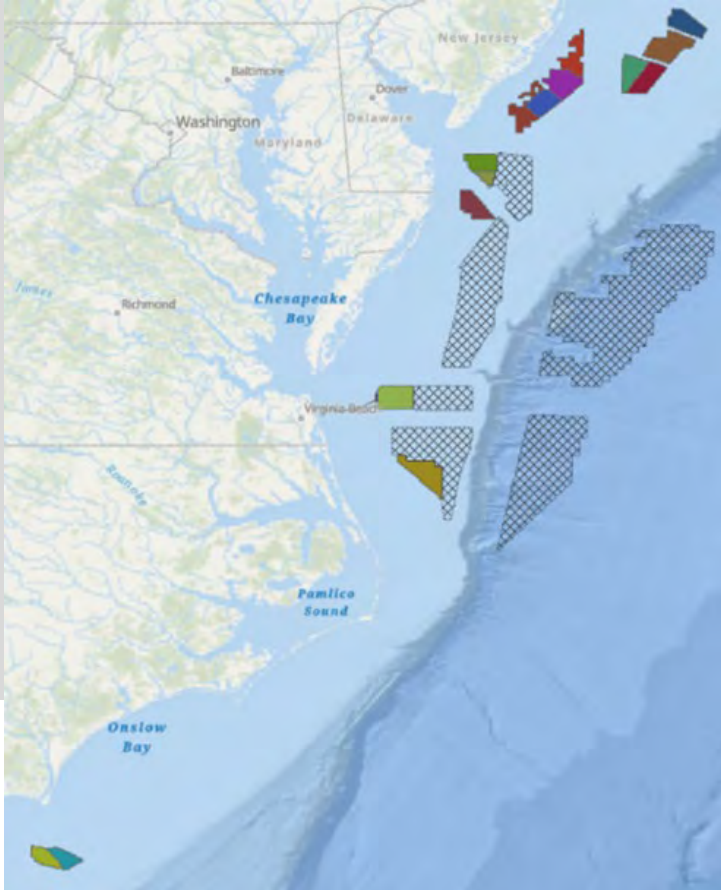 New Jersey
Baltimore
Dover
Washington
Delaware
Maryland
James
Chesapeake
Bay
Richmond
Virginia Beach
Roanoke
Pamlico
Sound
Onslow
Bay